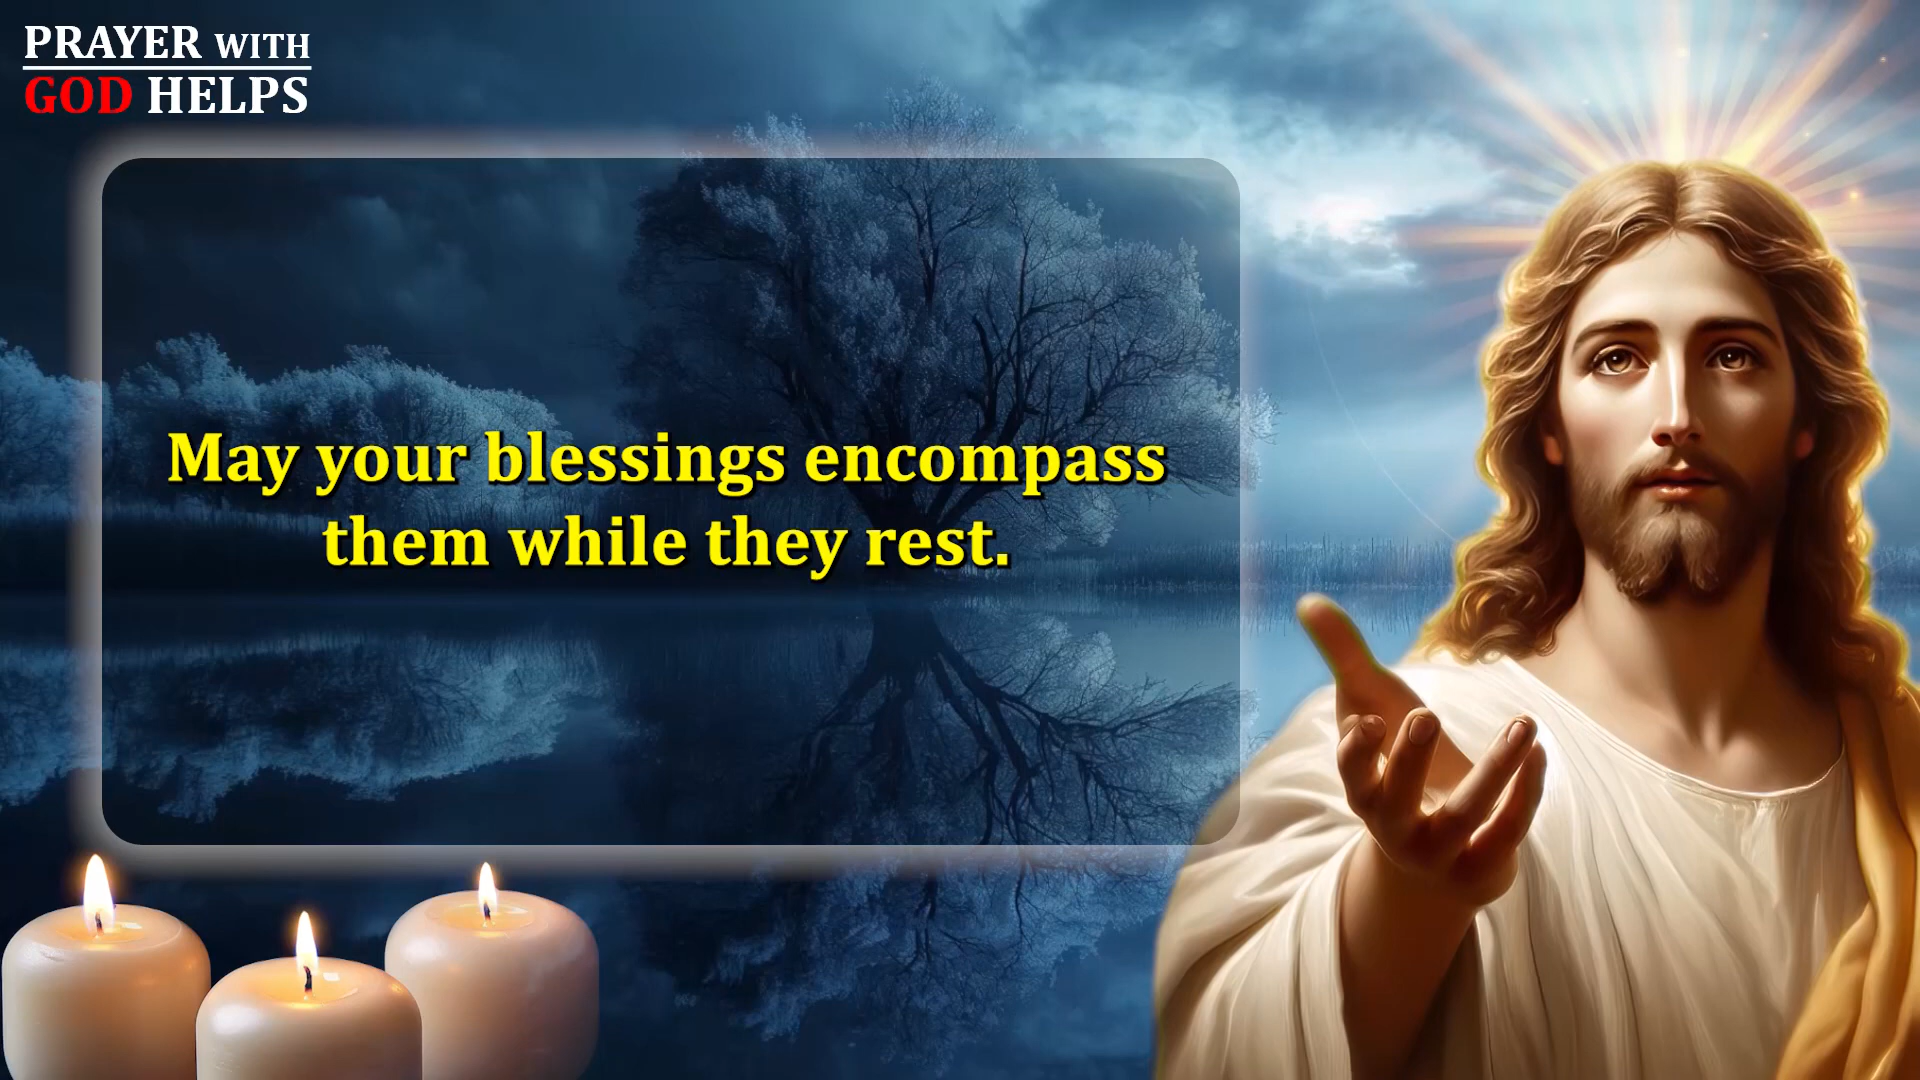 PRAYER WITH
GOD HELPS
May your blessings encompass
them while they rest.